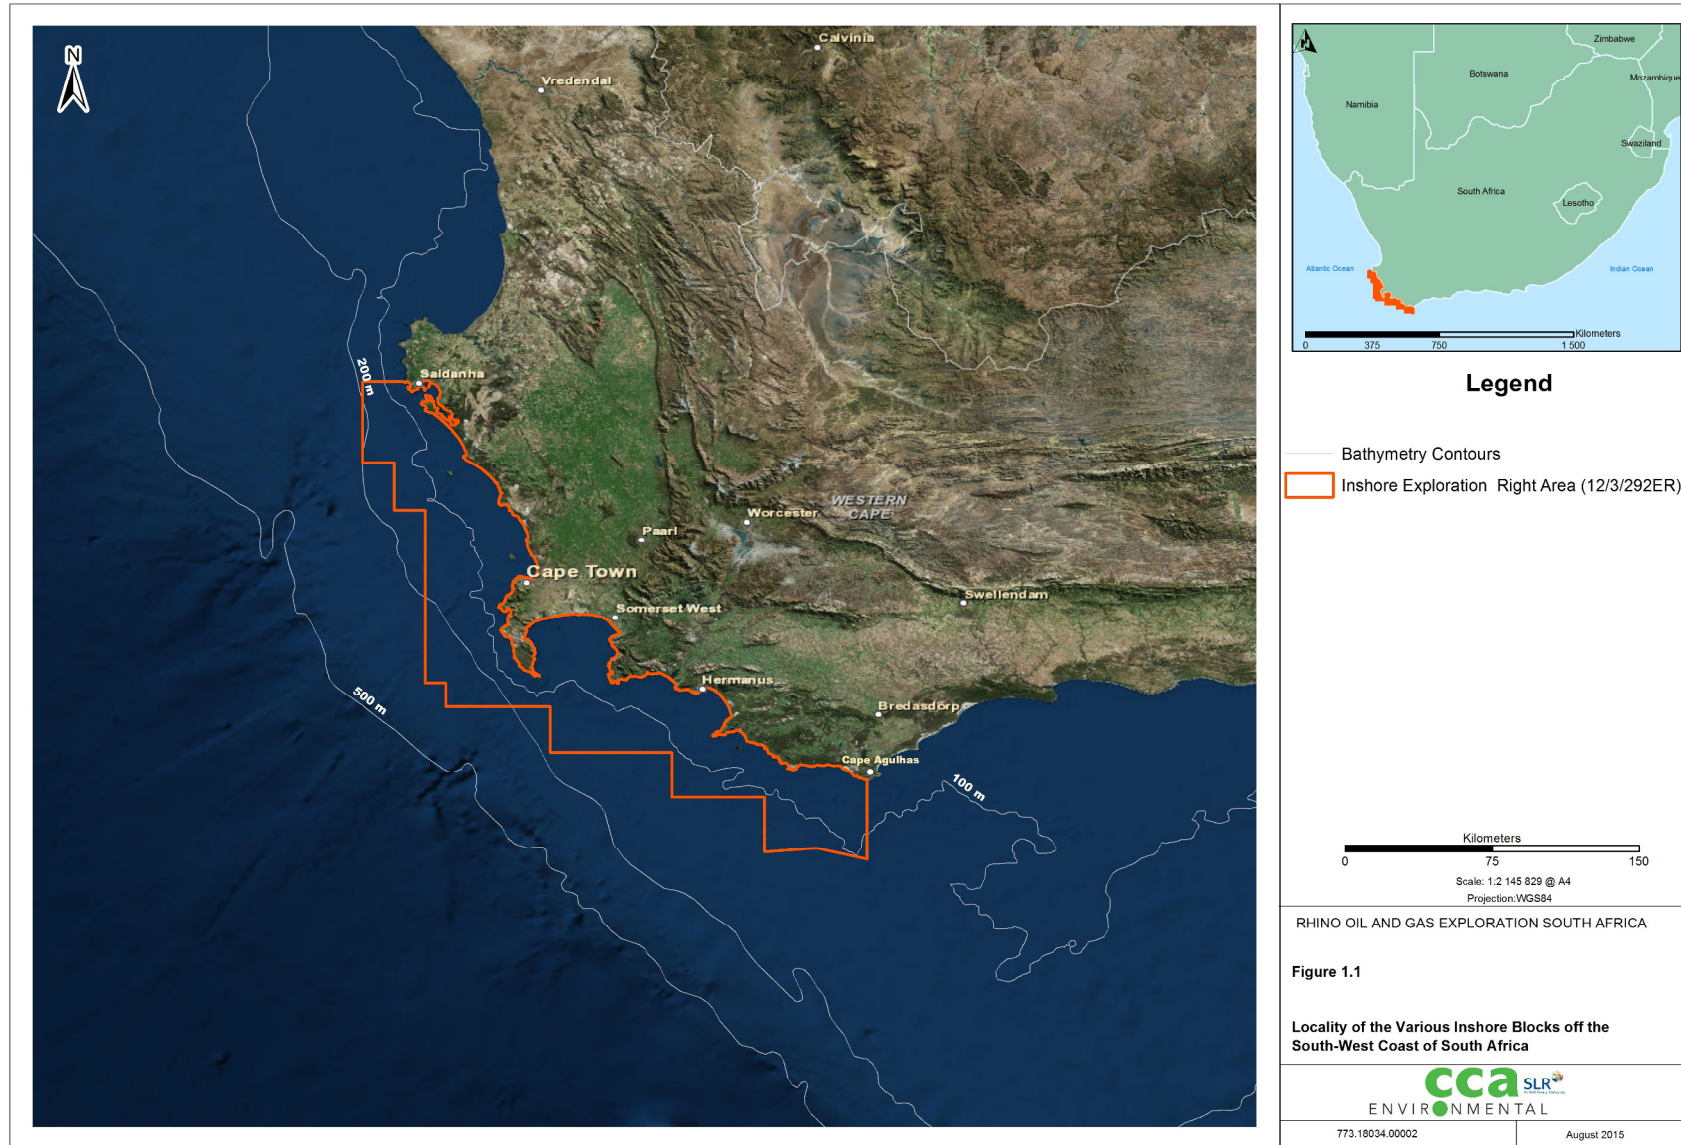 N
Calvinia
Vredendal
200 m
Saldanha
WESTERN
CAPE
Worcester
Paarl
Cape Town
Swellendam
Somerset West
Hermanus
500 m
Bredasdorp
Cape Agulhas
100 m
Zimbabwe
Botswana
Mozambique
Namibia
Swaziland
South Africa
Lesotho
Atlantic Ocean
Indian Ocean
Kilometers
0 375 750 1 500
Legend
Bathymetry Contours
Inshore Exploration Right Area (12/3/292ER)
Kilometers
0 75 150
Scale: 1:2 145 829 @ A4
Projection:WGS84
RHINO OIL AND GAS EXPLORATION SOUTH AFRICA
Figure 1.1
Locality of the Various Inshore Blocks off the
South-West Coast of South Africa
cca SLR
ENVIRONMENTAL
773.18034.00002 August 2015